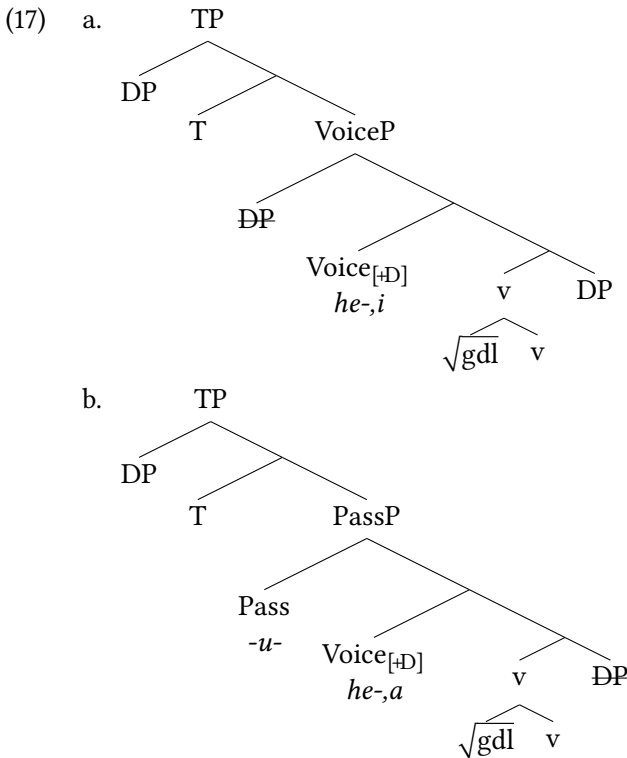 (17) a. TP
DP
T VoiceP
DP
Voice[+D]
he-,i
v DP
√gdl v
b. TP
DP
T PassP
Pass
-u-
Voice[+D]
he-,a
v DP
√gdl v